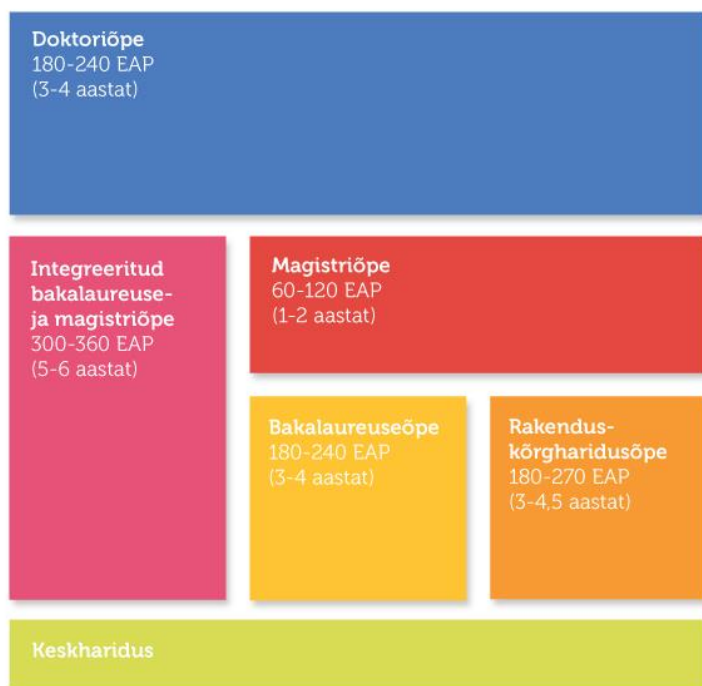 Doktoriõpe
180-240 EAP
(3-4 aastat)
Integreeritud
bakalaureuse-
ja magistriõpe
300-360 EAP
(5-6 aastat)
Magistriõpe
60-120 EAP
(1-2 aastat)
Bakalaureuseõpe
180-240 EAP
(3-4 aastat)
Rakendus-
kõrgharidusõpe
180-270 EAP
(3-4,5 aastat)
Keskharidus